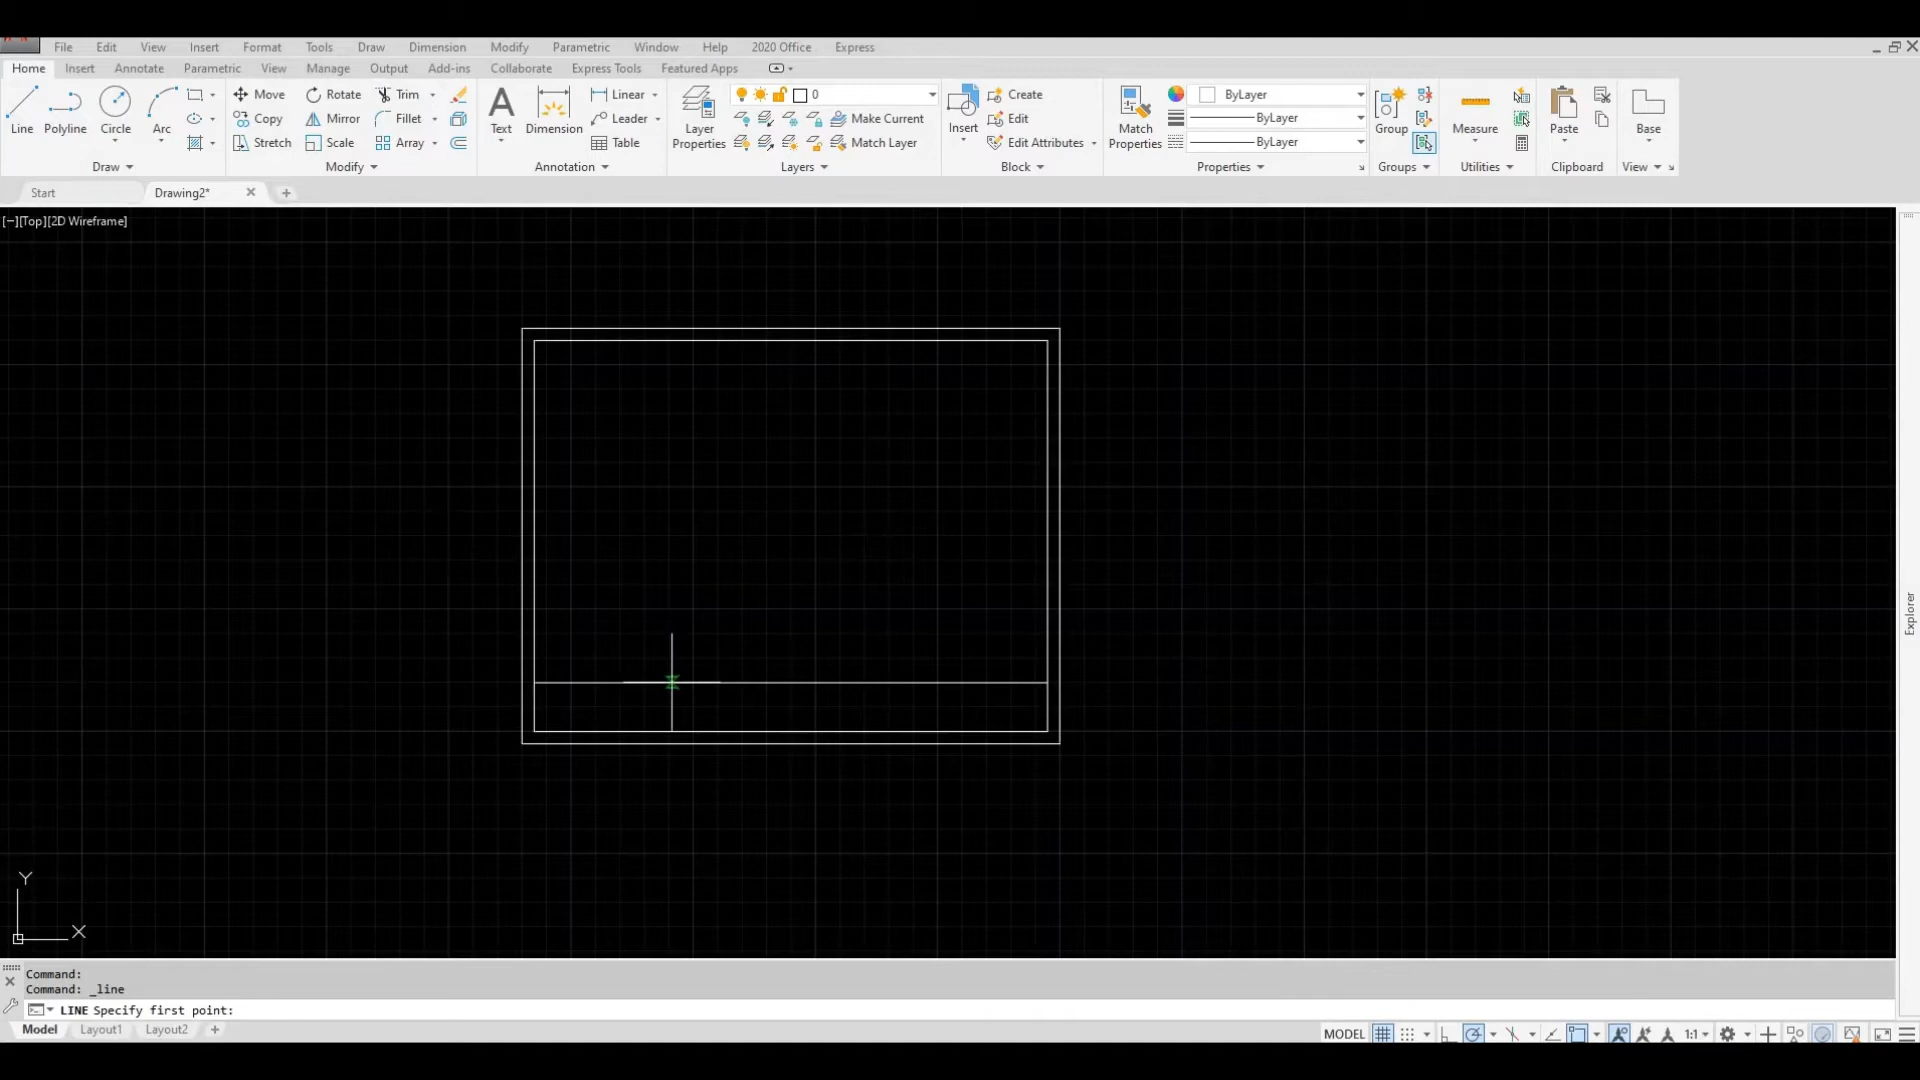 File Edit View Insert Format Tools Draw Dimension Modify Parametric Window Help 2020 Office Express
Home Insert Annotate Parametric View Manage Output Add-ins Collaborate Express Tools Featured Apps
Line Polyline Circle Arc
Draw
Move Rotate Trim
Copy Mirror Fillet
Stretch Scale Array
Modify
Text Dimension
Linear
Leader
Table
Annotation
Layer
Properties
0
Make Current
Match Layer
Layers
Insert
Create
Edit
Edit Attributes
Block
Match
Properties
ByLayer
ByLayer
ByLayer
Properties
Group
Groups
Measure
Utilities
Paste
Clipboard
Base
View
Start Drawing2*
[−][Top][2D Wireframe]
Explorer
Y
X
Command:
Command: _line
LINE Specify first point:
Model Layout1 Layout2
MODEL 1:1